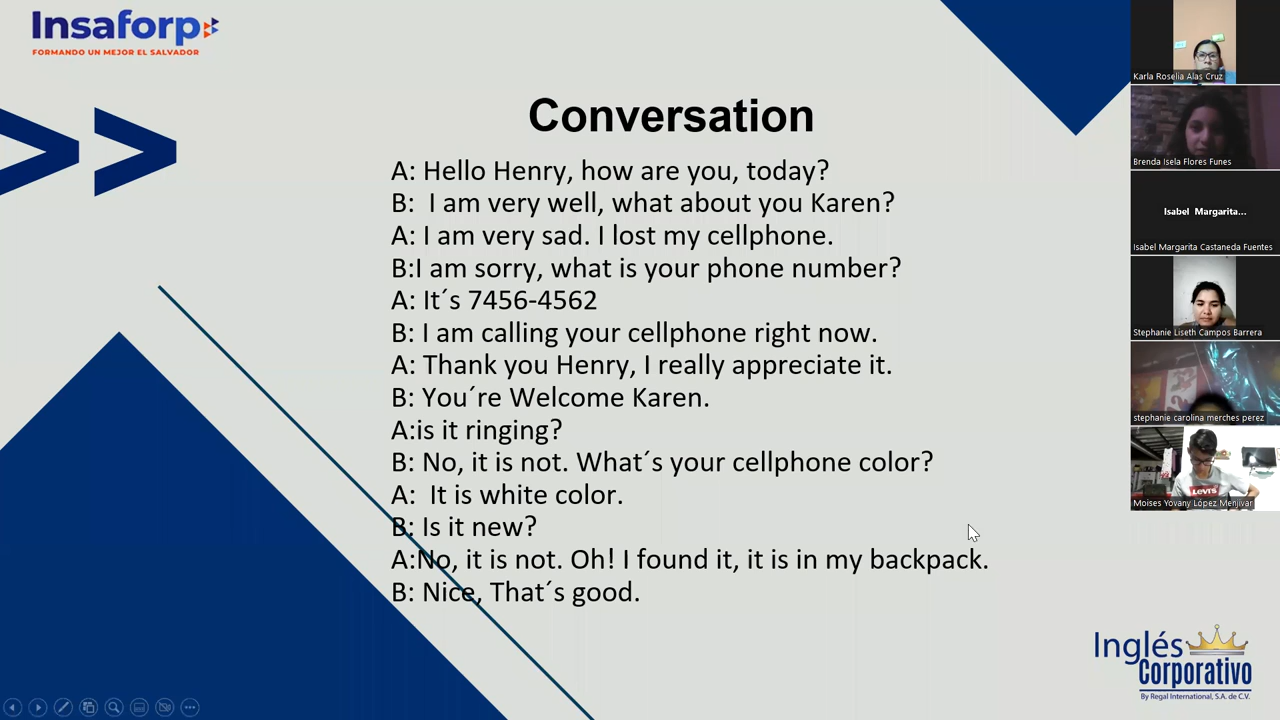 Insaforp
FORMANDO UN MEJOR EL SALVADOR
Conversation
A: Hello Henry, how are you, today?
B:  I am very well, what about you Karen?
A: I am very sad. I lost my cellphone.
B:I am sorry, what is your phone number?
A: It´s 7456-4562
B: I am calling your cellphone right now.
A: Thank you Henry, I really appreciate it.
B: You´re Welcome Karen.
A:is it ringing?
B: No, it is not. What´s your cellphone color?
A:  It is white color.
B: Is it new?
A:No, it is not. Oh! I found it, it is in my backpack.
B: Nice, That´s good.
Karla Roselia Alas Cruz
Brenda Isela Flores Funes
Isabel Margarita...
Isabel Margarita Castaneda Fuentes
Stephanie Liseth Campos Barrera
stephanie carolina merches perez
LEVI'S
Moises Yovany López Menjivar
Inglés
Corporativo
By Regal International, S.A. de C.V.